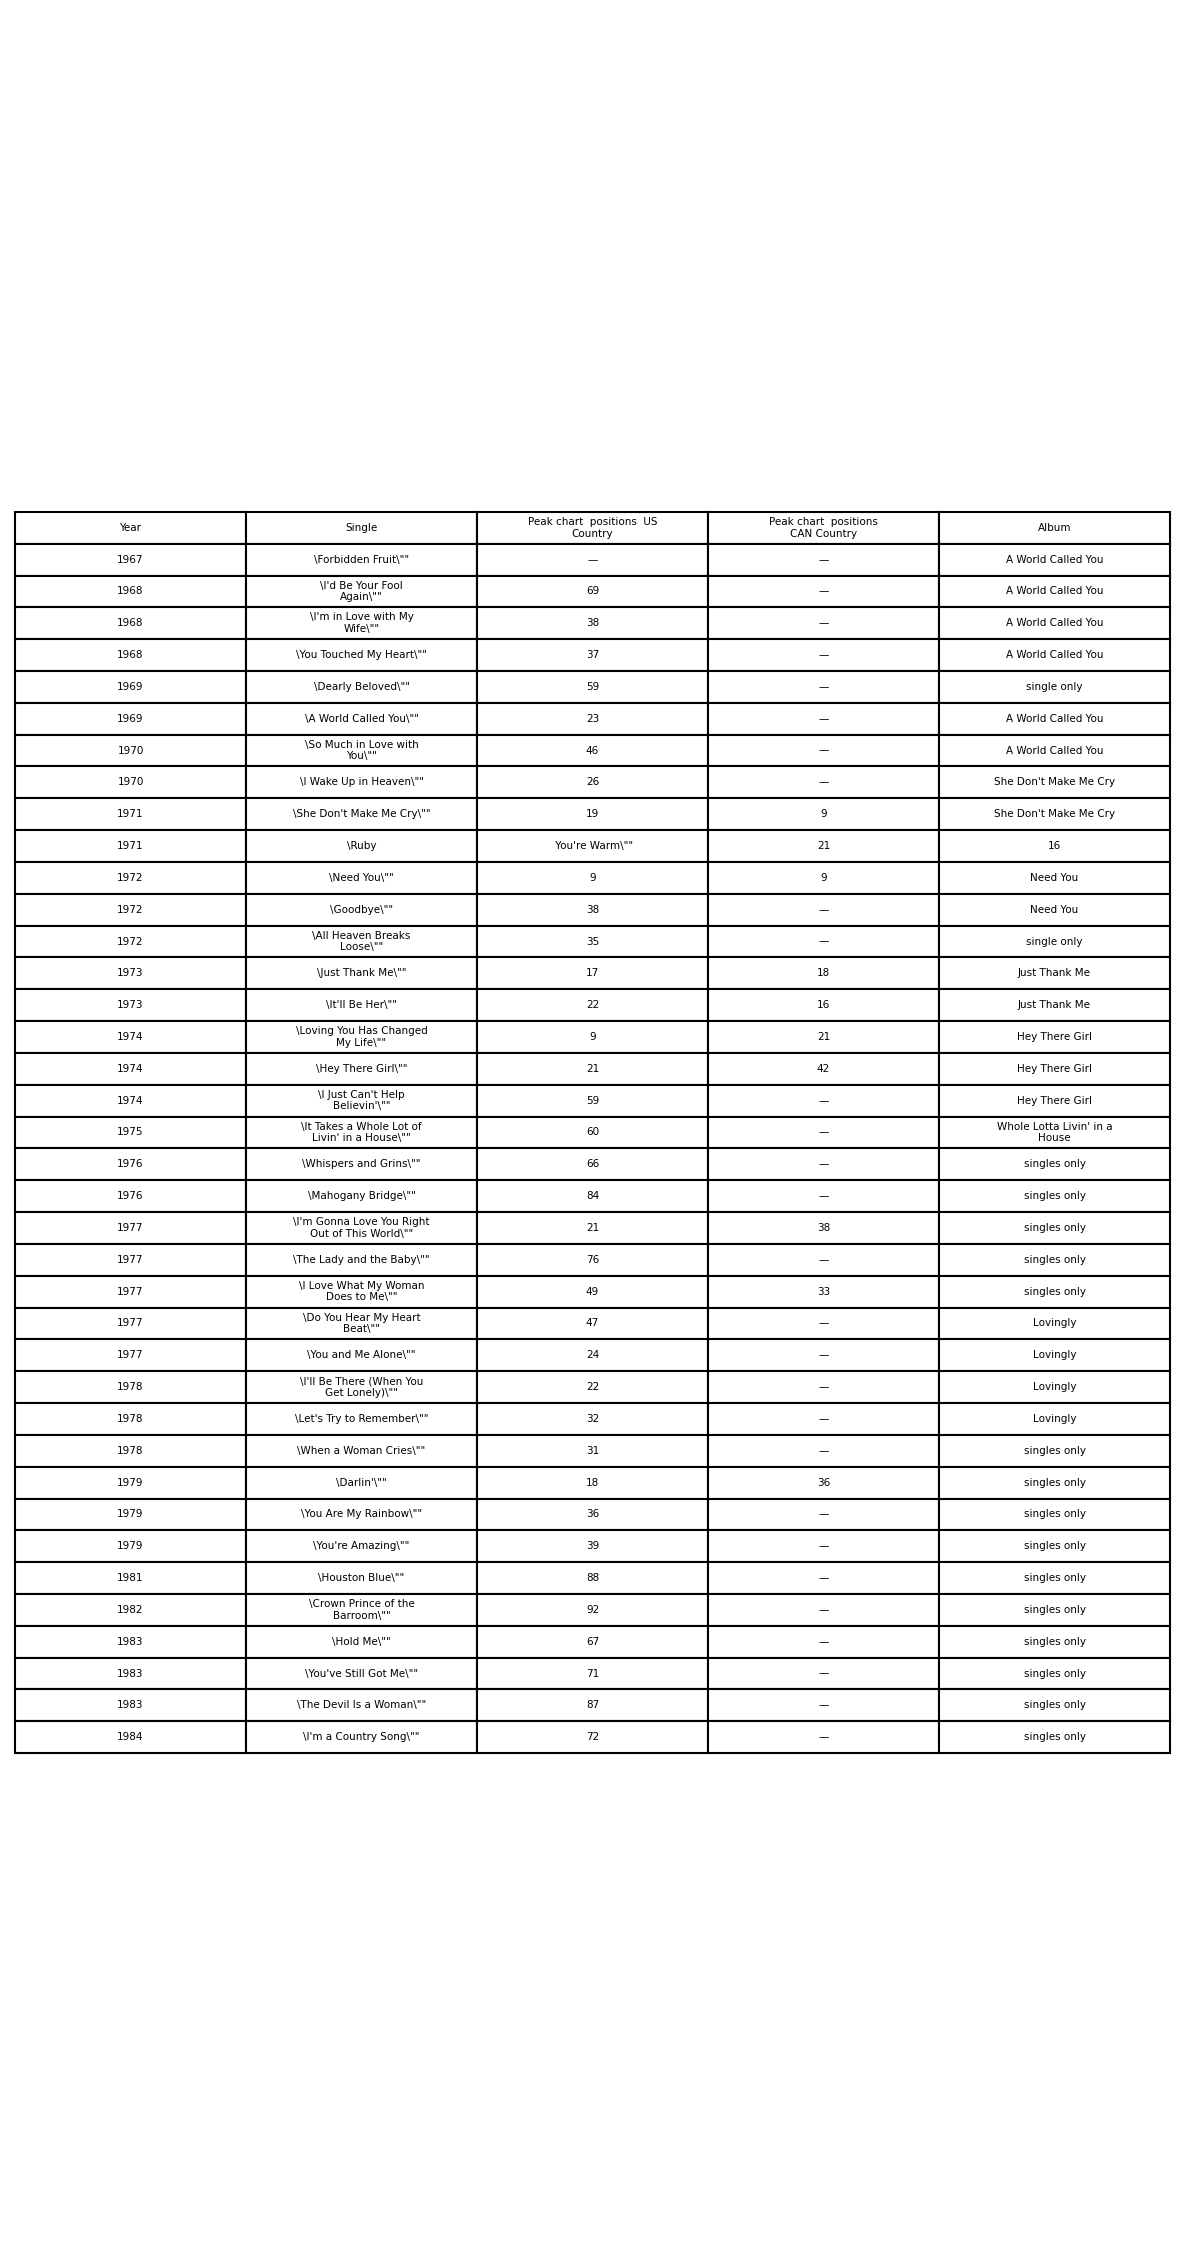 Year Single Peak chart  positions  US Country Peak chart  positions CAN Country Album
1967 \Forbidden Fruit\"" — — A World Called You
1968 \I'd Be Your Fool Again\"" 69 — A World Called You
1968 \I'm in Love with My Wife\"" 38 — A World Called You
1968 \You Touched My Heart\"" 37 — A World Called You
1969 \Dearly Beloved\"" 59 — single only
1969 \A World Called You\"" 23 — A World Called You
1970 \So Much in Love with You\"" 46 — A World Called You
1970 \I Wake Up in Heaven\"" 26 — She Don't Make Me Cry
1971 \She Don't Make Me Cry\"" 19 9 She Don't Make Me Cry
1971 \Ruby You're Warm\"" 21 16
1972 \Need You\"" 9 9 Need You
1972 \Goodbye\"" 38 — Need You
1972 \All Heaven Breaks Loose\"" 35 — single only
1973 \Just Thank Me\"" 17 18 Just Thank Me
1973 \It'll Be Her\"" 22 16 Just Thank Me
1974 \Loving You Has Changed My Life\"" 9 21 Hey There Girl
1974 \Hey There Girl\"" 21 42 Hey There Girl
1974 \I Just Can't Help Believin'\"" 59 — Hey There Girl
1975 \It Takes a Whole Lot of Livin' in a House\"" 60 — Whole Lotta Livin' in a House
1976 \Whispers and Grins\"" 66 — singles only
1976 \Mahogany Bridge\"" 84 — singles only
1977 \I'm Gonna Love You Right Out of This World\"" 21 38 singles only
1977 \The Lady and the Baby\"" 76 — singles only
1977 \I Love What My Woman Does to Me\"" 49 33 singles only
1977 \Do You Hear My Heart Beat\"" 47 — Lovingly
1977 \You and Me Alone\"" 24 — Lovingly
1978 \I'll Be There (When You Get Lonely)\"" 22 — Lovingly
1978 \Let's Try to Remember\"" 32 — Lovingly
1978 \When a Woman Cries\"" 31 — singles only
1979 \Darlin'\"" 18 36 singles only
1979 \You Are My Rainbow\"" 36 — singles only
1979 \You're Amazing\"" 39 — singles only
1981 \Houston Blue\"" 88 — singles only
1982 \Crown Prince of the Barroom\"" 92 — singles only
1983 \Hold Me\"" 67 — singles only
1983 \You've Still Got Me\"" 71 — singles only
1983 \The Devil Is a Woman\"" 87 — singles only
1984 \I'm a Country Song\"" 72 — singles only